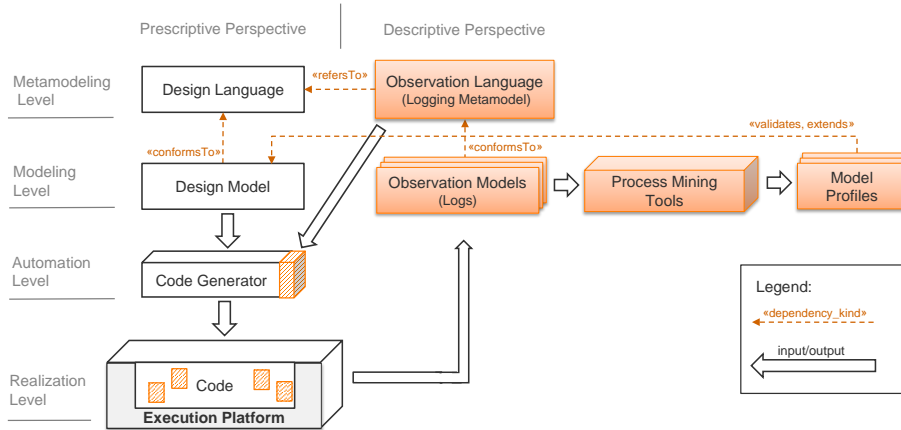 Prescriptive Perspective
Descriptive Perspective
Metamodeling
Level
Design Language
«refersTo»
Observation Language
(Logging Metamodel)
«conformsTo»
«conformsTo»
«validates, extends»
Modeling
Level
Design Model
Observation Models
(Logs)
Process Mining
Tools
Model
Profiles
Automation
Level
Code Generator
Legend:
«dependency_kind»
input/output
Realization
Level
Code
Execution Platform